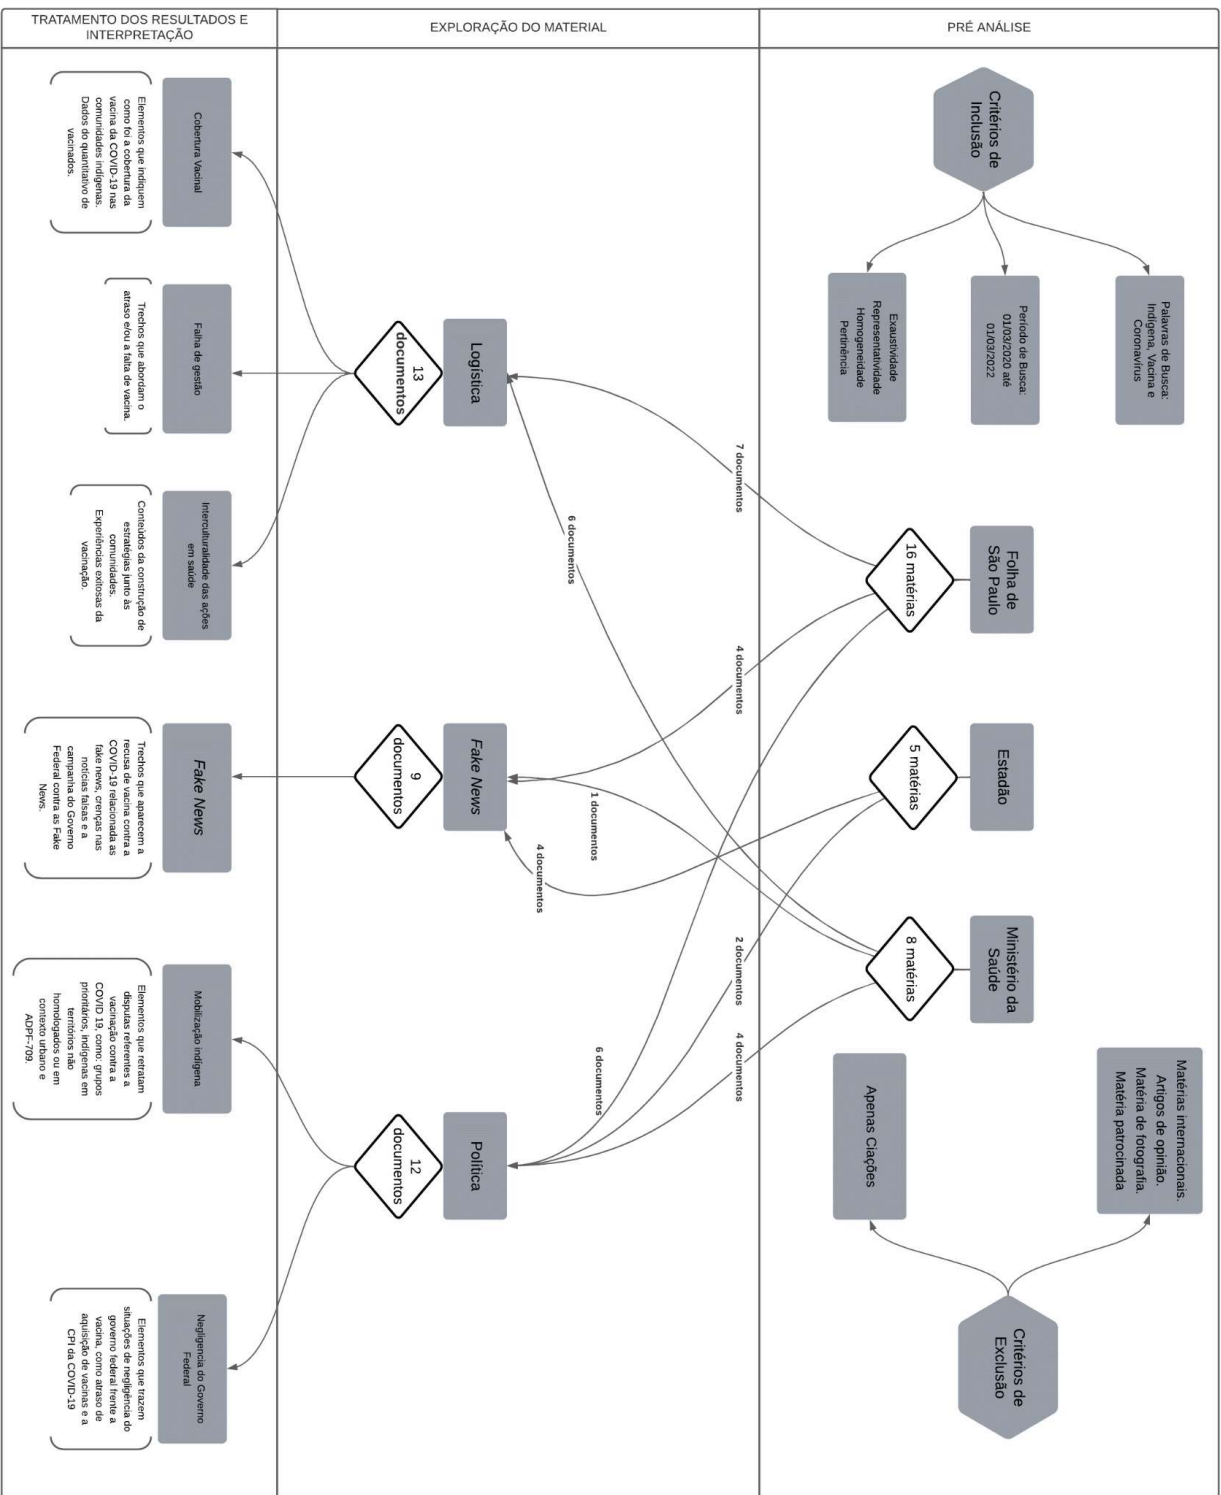 PRÉ ANÁLISE
Critérios de
Inclusão
Palavras de Busca:
Indígena, Vacina e
Coronavírus
Período de Busca:
01/03/2020 até
01/03/2022
Exaustividade
Representatividade
Homogeneidade
Pertinência
Folha de
São Paulo
16 matérias
Estadão
5 matérias
Ministério da
Saúde
8 matérias
Matérias internacionais.
Artigos de opinião.
Matéria de fotografia.
Matéria patrocinada
Apenas Ciações
Critérios de
Exclusão
EXPLORAÇÃO DO MATERIAL
7 documentos
4 documentos
2 documentos
4 documentos
6 documentos
1 documentos
6 documentos
4 documentos
Logística
13
documentos
Fake News
9
documentos
Política
12
documentos
TRATAMENTO DOS RESULTADOS E
INTERPRETAÇÃO
Cobertura Vacinal
Elementos que indiquem
como foi a cobertura da
vacina da COVID-19 nas
comunidades indígenas.
Dados do quantitativo de
vacinados.
Falha de gestão
Trechos que abordam o
atraso e/ou a falta de vacina.
Interculturalidade das ações
em saúde
Conteúdos da construção de
estratégias junto às
comunidades.
Experiências exitosas da
vacinação.
Fake News
Trechos que aparecem a
recusa de vacina contra a
COVID-19 relacionada as
fake news, crenças nas
notícias falsas e a
campanha do Governo
Federal contra as Fake
News.
Mobilização indígena
Elementos que retratam
disputas referentes a
vacinação contra a
COVID 19, como: grupos
prioritários, indígenas em
territórios não
homologados ou em
contexto urbano e
ADPF-709.
Negligencia do Governo
Federal
Elementos que trazem
situações de negligência do
governo federal frente a
vacina, como atraso de
aquisição de vacinas e a
CPI da COVID-19